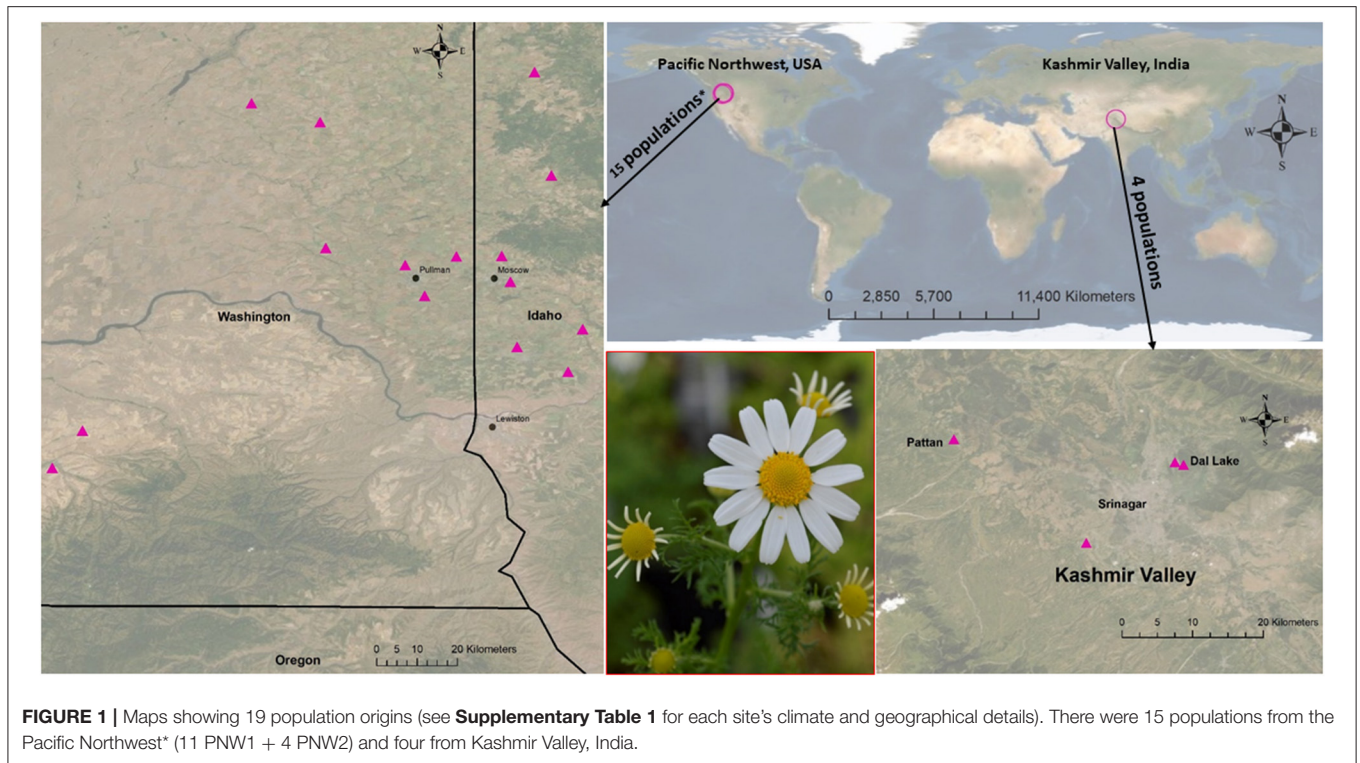 N
W E
S
Pullman
Moscow
Washington
Idaho
Lewiston
0 5 10 20 Kilometers
Oregon
Pacific Northwest, USA
Kashmir Valley, India
15 populations*
4 populations
N
W E
S
0 2,850 5,700 11,400 Kilometers
N
W E
S
Pattan
Dal Lake
Srinagar
Kashmir Valley
0 5 10 20 Kilometers
FIGURE 1 | Maps showing 19 population origins (see Supplementary Table 1 for each site's climate and geographical details). There were 15 populations from the
Pacific Northwest* (11 PNW1 + 4 PNW2) and four from Kashmir Valley, India.